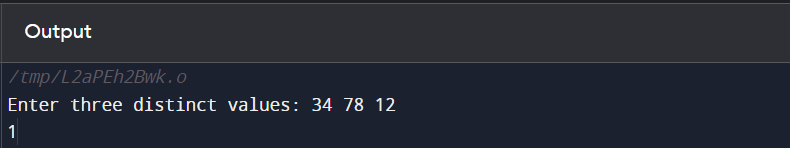 Output
/tmp/L2aPEh2Bwk.o
Enter three distinct values: 34 78 12
1